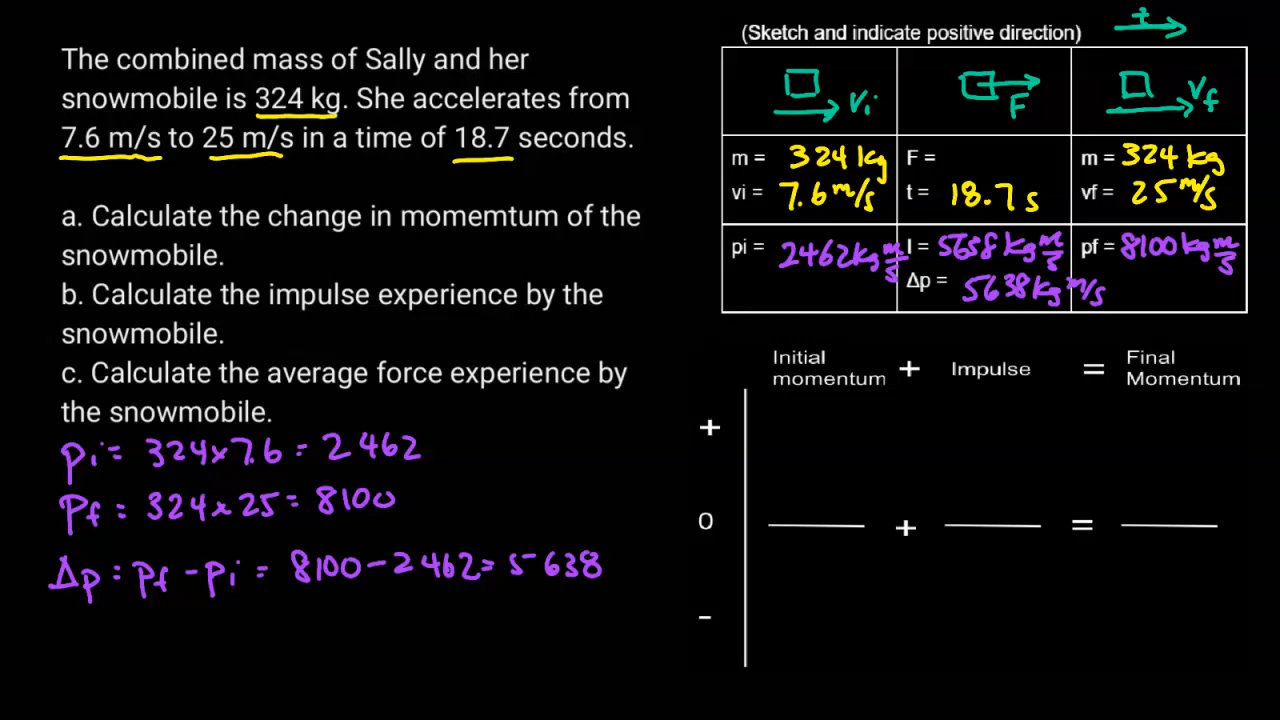 The combined mass of Sally and her
snowmobile is 324 kg. She accelerates from
7.6 m/s to 25 m/s in a time of 18.7 seconds.
a. Calculate the change in momemtum of the
snowmobile.
b. Calculate the impulse experience by the
snowmobile.
c. Calculate the average force experience by
the snowmobile.
pi = 324 x 7.6 = 2462
Pf = 324 x 25 = 8100
Δp = pf - pi = 8100 - 2462 = 5638
(Sketch and indicate positive direction) +
Vi F Vf
m = 324 kg F = m = 324 kg
vi = 7.6 m/s t = 18.7 s vf = 25 m/s
pi = 2462 kg m/s I = 5638 kg m/s pf = 8100 kg m/s
Δp = 5638 kg m/s
Initial momentum + Impulse = Final Momentum
+
0 + =
-